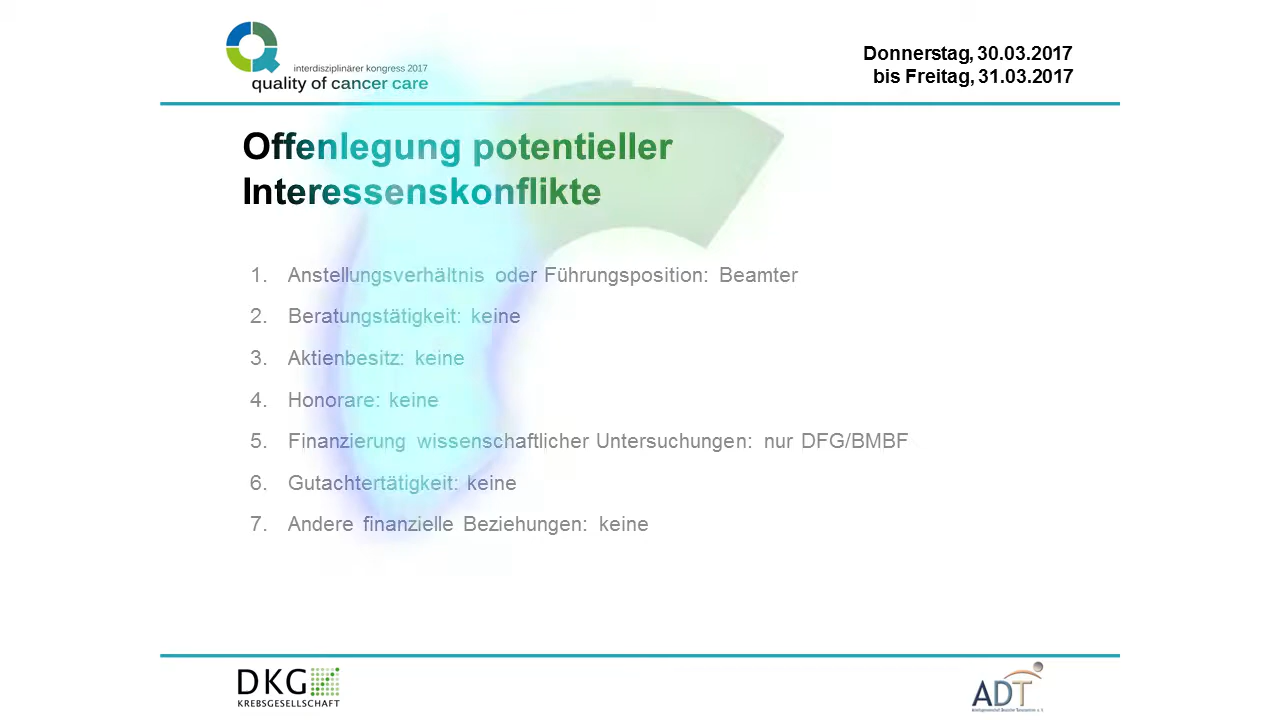 interdisziplinärer kongress 2017
quality of cancer care
Donnerstag, 30.03.2017
bis Freitag, 31.03.2017
Offenlegung potentieller
Interessenskonflikte
1. Anstellungsverhältnis oder Führungsposition: Beamter
2. Beratungstätigkeit: keine
3. Aktienbesitz: keine
4. Honorare: keine
5. Finanzierung wissenschaftlicher Untersuchungen: nur DFG/BMBF
6. Gutachtertätigkeit: keine
7. Andere finanzielle Beziehungen: keine
DKG
KREBSGESELLSCHAFT
ADT